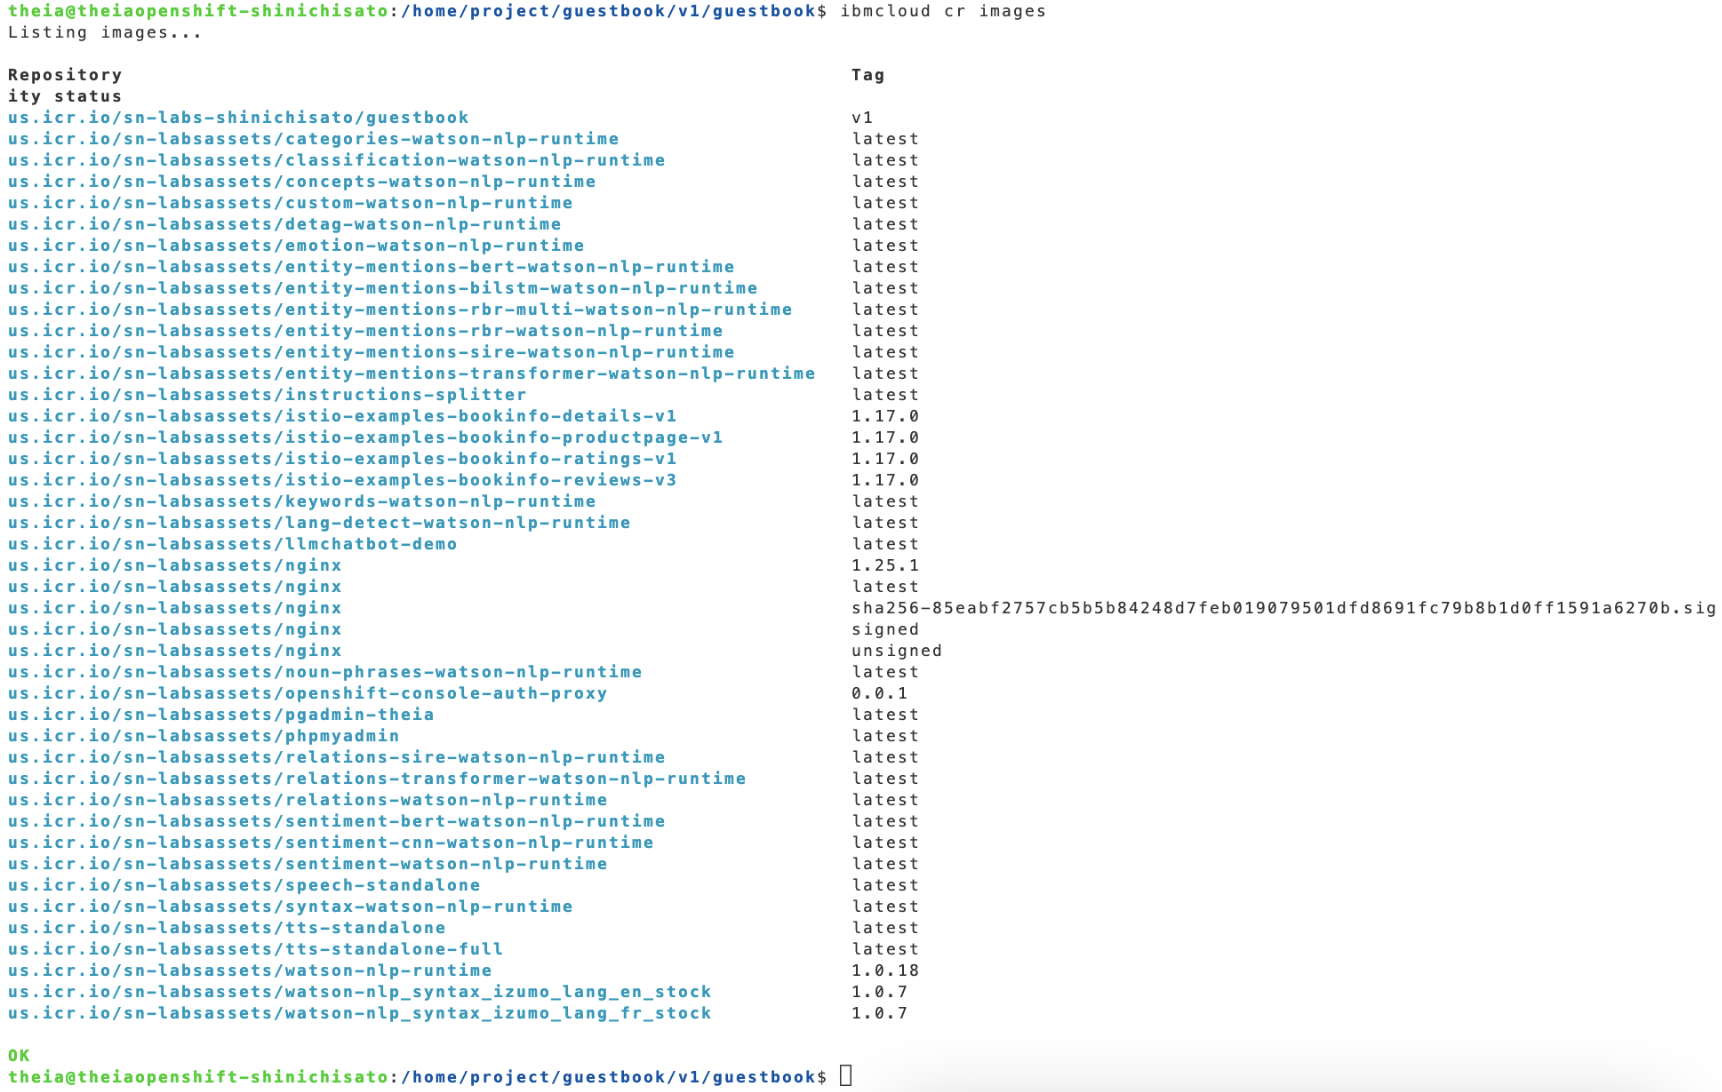 theia@theiaopenshift-shinichisato:/home/project/guestbook/v1/guestbook$ ibmcloud cr images
Listing images...
Repository Tag
ity status
us.icr.io/sn-labs-shinichisato/guestbook v1
us.icr.io/sn-labsassets/categories-watson-nlp-runtime latest
us.icr.io/sn-labsassets/classification-watson-nlp-runtime latest
us.icr.io/sn-labsassets/concepts-watson-nlp-runtime latest
us.icr.io/sn-labsassets/custom-watson-nlp-runtime latest
us.icr.io/sn-labsassets/detag-watson-nlp-runtime latest
us.icr.io/sn-labsassets/emotion-watson-nlp-runtime latest
us.icr.io/sn-labsassets/entity-mentions-bert-watson-nlp-runtime latest
us.icr.io/sn-labsassets/entity-mentions-bilstm-watson-nlp-runtime latest
us.icr.io/sn-labsassets/entity-mentions-rbr-multi-watson-nlp-runtime latest
us.icr.io/sn-labsassets/entity-mentions-rbr-watson-nlp-runtime latest
us.icr.io/sn-labsassets/entity-mentions-sire-watson-nlp-runtime latest
us.icr.io/sn-labsassets/entity-mentions-transformer-watson-nlp-runtime latest
us.icr.io/sn-labsassets/instructions-splitter latest
us.icr.io/sn-labsassets/istio-examples-bookinfo-details-v1 1.17.0
us.icr.io/sn-labsassets/istio-examples-bookinfo-productpage-v1 1.17.0
us.icr.io/sn-labsassets/istio-examples-bookinfo-ratings-v1 1.17.0
us.icr.io/sn-labsassets/istio-examples-bookinfo-reviews-v3 1.17.0
us.icr.io/sn-labsassets/keywords-watson-nlp-runtime latest
us.icr.io/sn-labsassets/lang-detect-watson-nlp-runtime latest
us.icr.io/sn-labsassets/llmchatbot-demo latest
us.icr.io/sn-labsassets/nginx 1.25.1
us.icr.io/sn-labsassets/nginx latest
us.icr.io/sn-labsassets/nginx sha256-85eabf2757cb5b5b84248d7feb019079501dfd8691fc79b8b1d0ff1591a6270b.sig
us.icr.io/sn-labsassets/nginx signed
us.icr.io/sn-labsassets/nginx unsigned
us.icr.io/sn-labsassets/noun-phrases-watson-nlp-runtime latest
us.icr.io/sn-labsassets/openshift-console-auth-proxy 0.0.1
us.icr.io/sn-labsassets/pgadmin-theia latest
us.icr.io/sn-labsassets/phpmyadmin latest
us.icr.io/sn-labsassets/relations-sire-watson-nlp-runtime latest
us.icr.io/sn-labsassets/relations-transformer-watson-nlp-runtime latest
us.icr.io/sn-labsassets/relations-watson-nlp-runtime latest
us.icr.io/sn-labsassets/sentiment-bert-watson-nlp-runtime latest
us.icr.io/sn-labsassets/sentiment-cnn-watson-nlp-runtime latest
us.icr.io/sn-labsassets/sentiment-watson-nlp-runtime latest
us.icr.io/sn-labsassets/speech-standalone latest
us.icr.io/sn-labsassets/syntax-watson-nlp-runtime latest
us.icr.io/sn-labsassets/tts-standalone latest
us.icr.io/sn-labsassets/tts-standalone-full latest
us.icr.io/sn-labsassets/watson-nlp-runtime 1.0.18
us.icr.io/sn-labsassets/watson-nlp_syntax_izumo_lang_en_stock 1.0.7
us.icr.io/sn-labsassets/watson-nlp_syntax_izumo_lang_fr_stock 1.0.7
OK
theia@theiaopenshift-shinichisato:/home/project/guestbook/v1/guestbook$